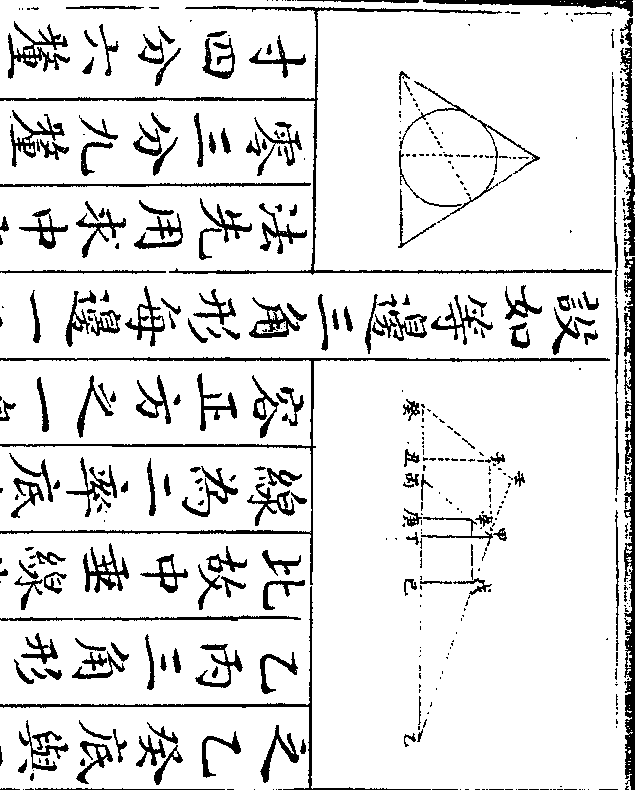 之乙癸底與
乙丙三角形
比故中垂線
線為二率底
容正方之一
壬
子
甲
辛
戊
癸
丑
丙
庚
丁
己
乙
設如等邊三角形每邊一
法先用求中
零三分九釐
寸四分六釐